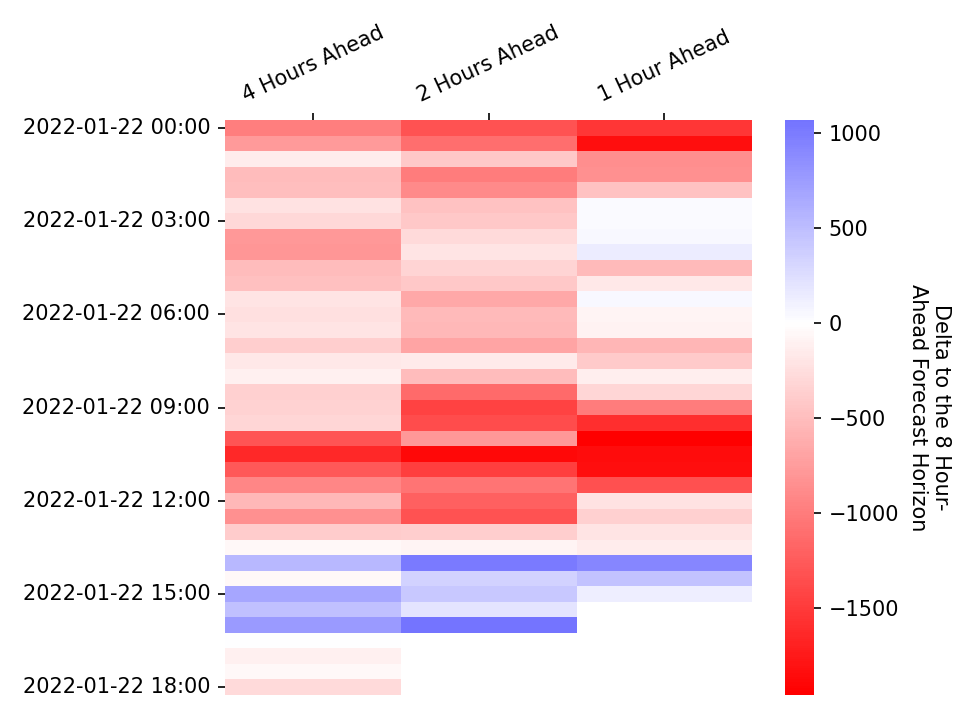 4 Hours Ahead
2 Hours Ahead
1 Hour Ahead
2022-01-22 00:00
2022-01-22 03:00
2022-01-22 06:00
2022-01-22 09:00
2022-01-22 12:00
2022-01-22 15:00
2022-01-22 18:00
1000
500
0
−500
−1000
−1500
Delta to the 8 Hour-
Ahead Forecast Horizon